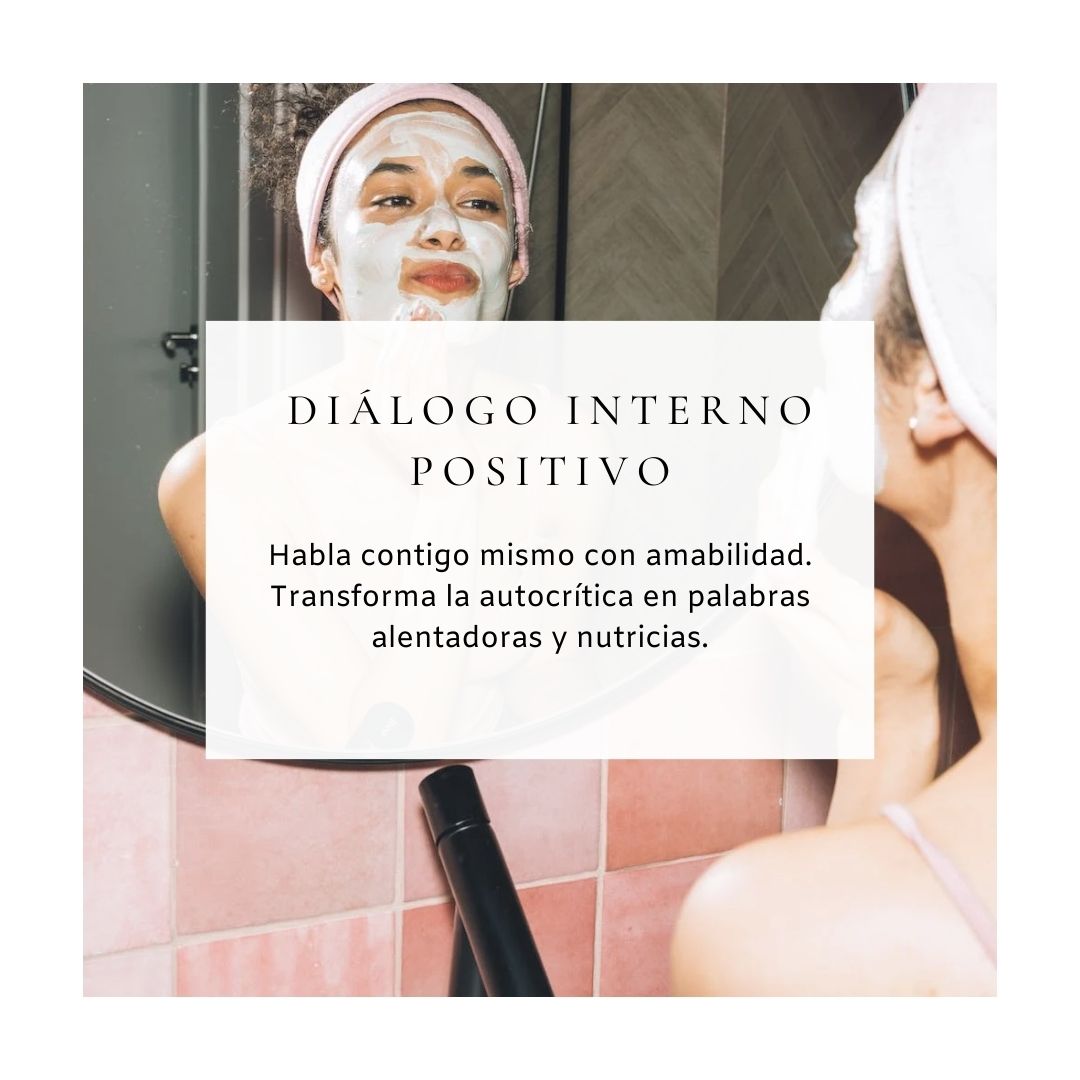 DIÁLOGO INTERNO
POSITIVO
Habla contigo mismo con amabilidad.
Transforma la autocrítica en palabras
alentadoras y nutricias.